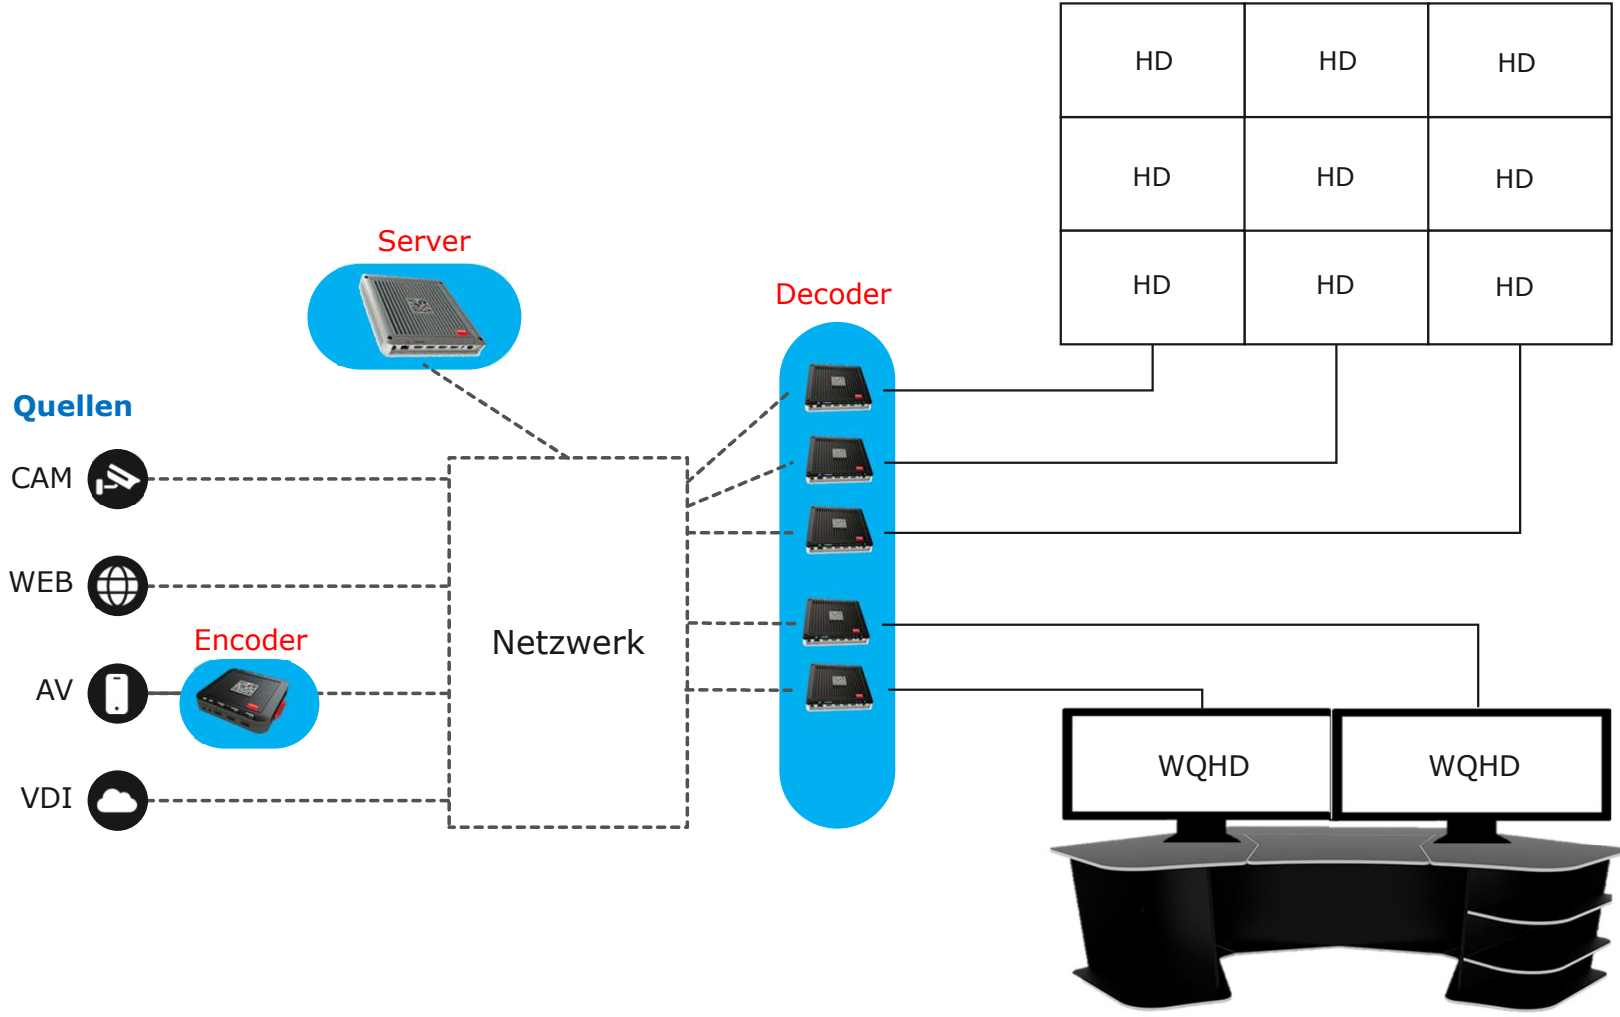 HD HD HD
HD HD HD
HD HD HD
Server
Decoder
Quellen
CAM
WEB
Encoder
Netzwerk
AV
VDI
WQHD WQHD